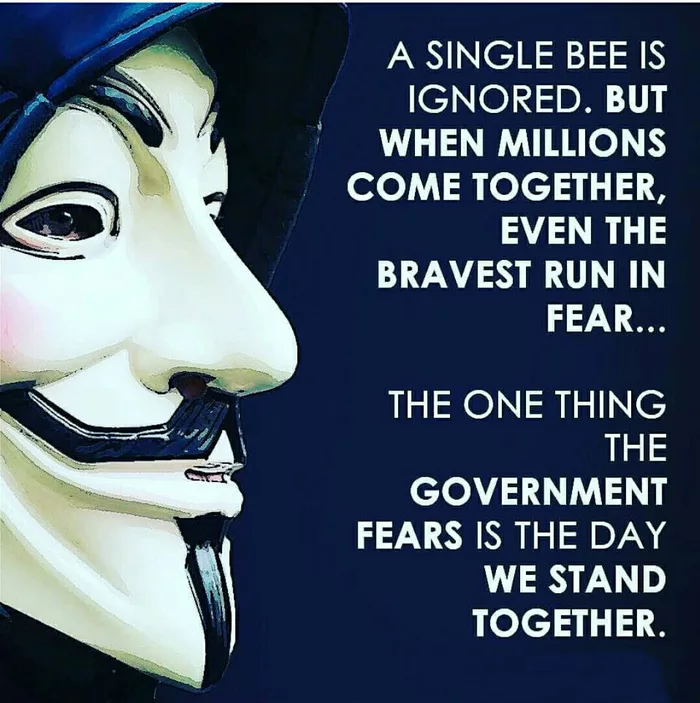 A SINGLE BEE IS
IGNORED. BUT
WHEN MILLIONS
COME TOGETHER,
EVEN THE
BRAVEST RUN IN
FEAR...
THE ONE THING
THE
GOVERNMENT
FEARS IS THE DAY
WE STAND
TOGETHER.